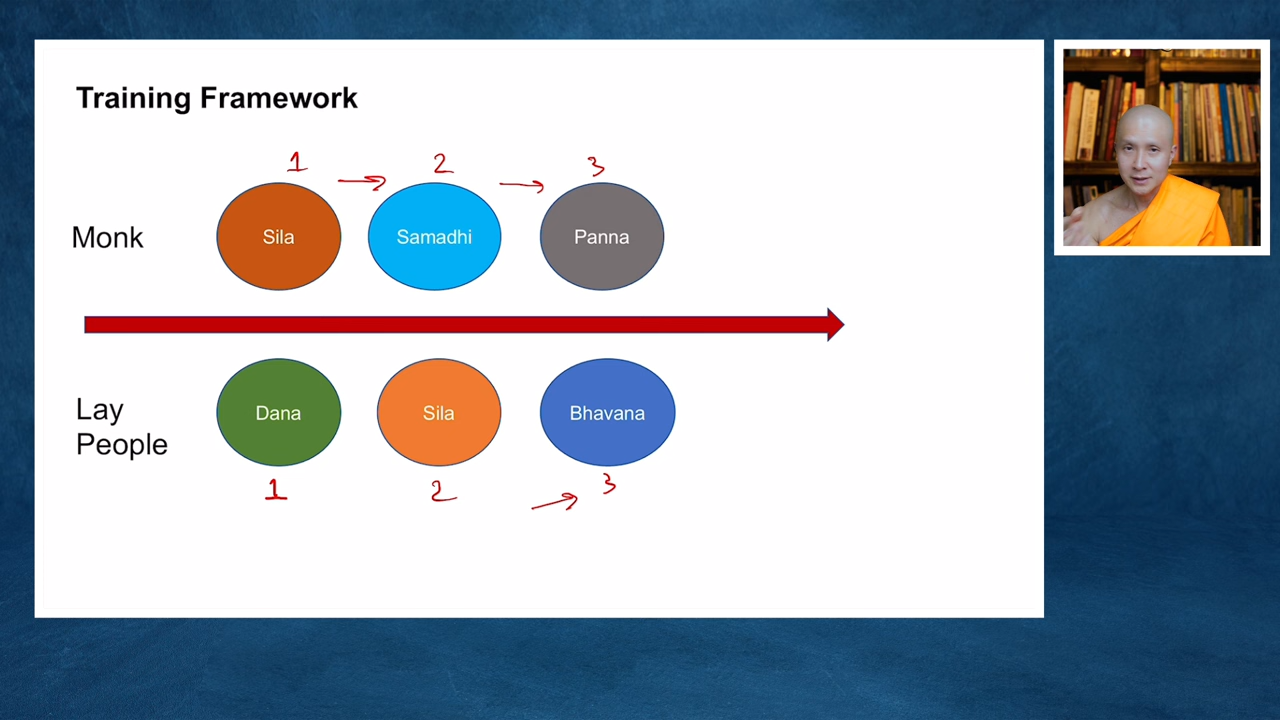 Training Framework
1 2 3
Monk
Sila Samadhi Panna
Lay
People
Dana Sila Bhavana
1 2 3